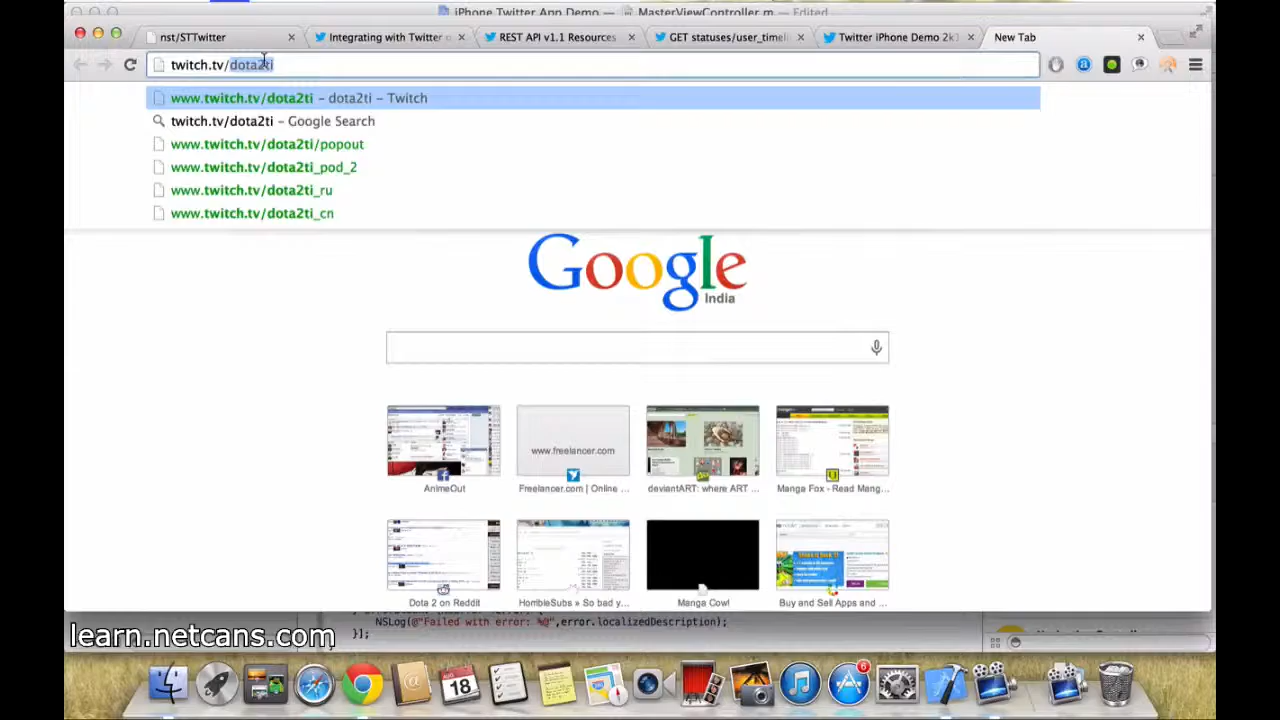 iPhone Twitter App Demo — MasterViewController.m — Edited
nst/STTwitter
Integrating with Twitter o
REST API v1.1 Resources
GET statuses/user_timeli
Twitter iPhone Demo 2k1
New Tab
twitch.tv/dota2ti
www.twitch.tv/dota2ti – dota2ti – Twitch
twitch.tv/dota2ti – Google Search
www.twitch.tv/dota2ti/popout
www.twitch.tv/dota2ti_pod_2
www.twitch.tv/dota2ti_ru
www.twitch.tv/dota2ti_cn
Google
India
www.freelancer.com
AnimeOut
Freelancer.com | Online ...
deviantART: where ART ...
Manga Fox - Read Mang...
Dota 2 on Reddit
HorribleSubs » So bad y...
Manga Cow!
Buy and Sell Apps and ...
NSLog(@"Failed with error: %@",error.localizedDescription);
}];
learn.netcans.com
18
6